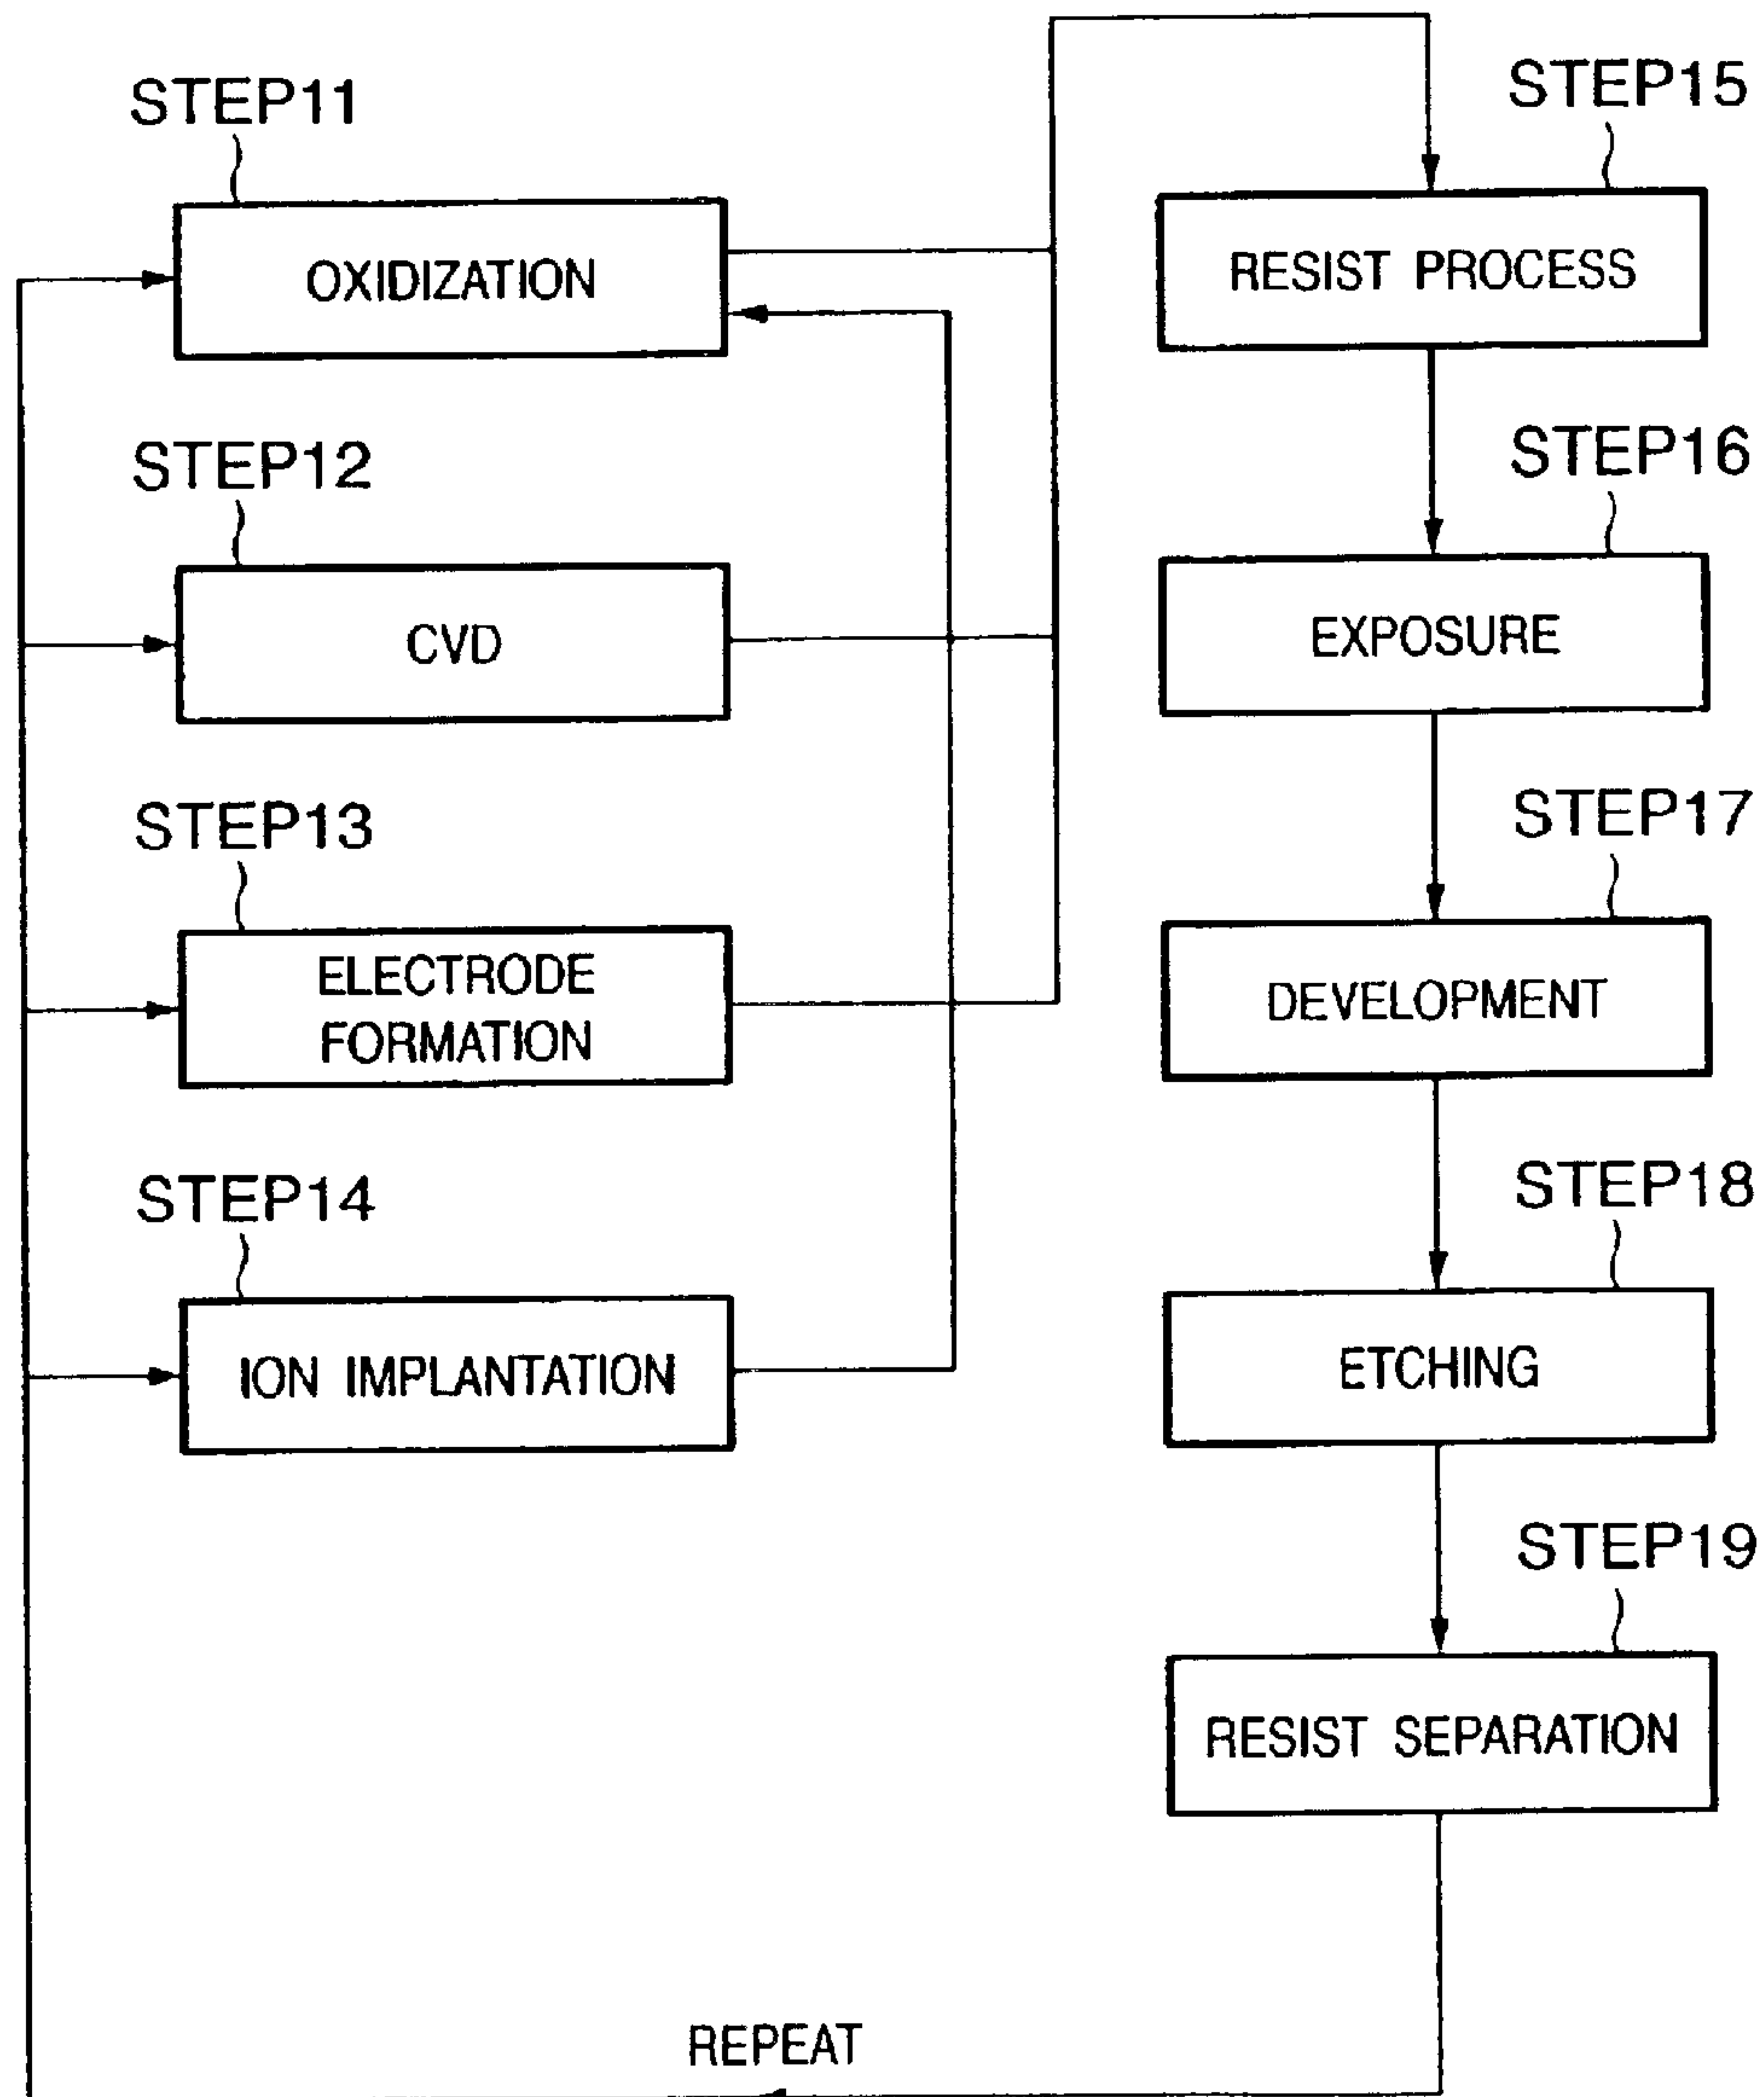 STEP11
OXIDIZATION
STEP12
CVD
STEP13
ELECTRODE
FORMATION
STEP14
ION IMPLANTATION
STEP15
RESIST PROCESS
STEP16
EXPOSURE
STEP17
DEVELOPMENT
STEP18
ETCHING
STEP19
RESIST SEPARATION
REPEAT